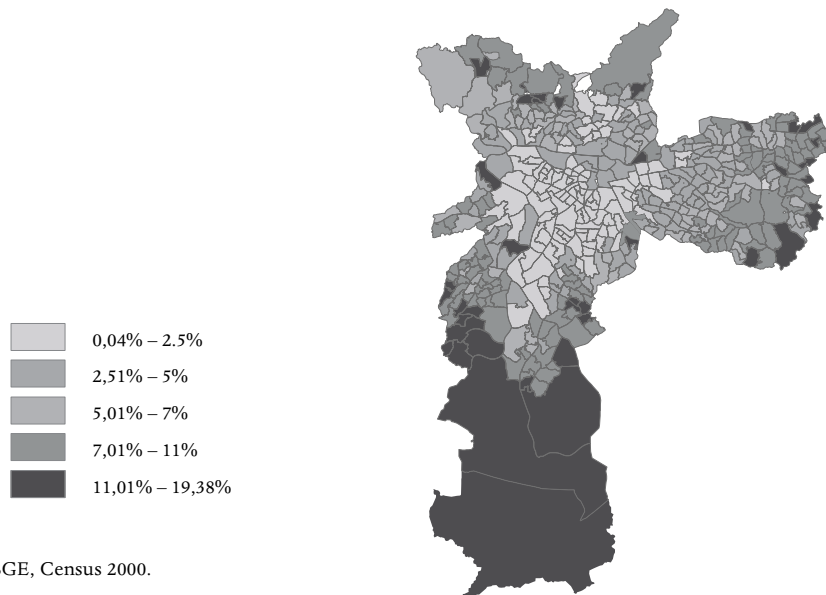 0,04% – 2.5%
2,51% – 5%
5,01% – 7%
7,01% – 11%
11,01% – 19,38%
GE, Census 2000.